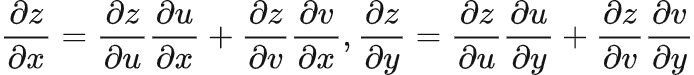 ∂z/∂x = ∂z/∂u ∂u/∂x + ∂z/∂v ∂v/∂x, ∂z/∂y = ∂z/∂u ∂u/∂y + ∂z/∂v ∂v/∂y